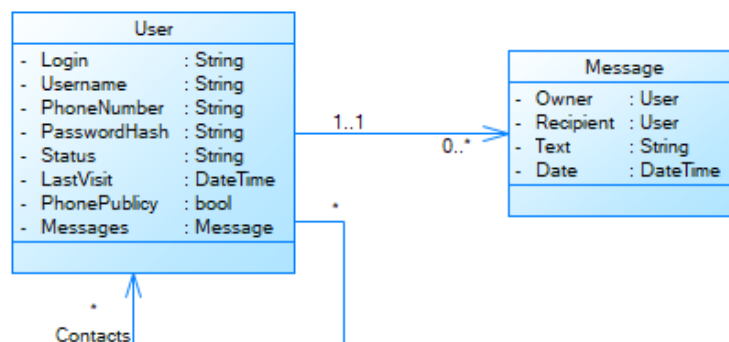 User
- Login : String
- Username : String
- PhoneNumber : String
- PasswordHash : String
- Status : String
- LastVisit : DateTime
- PhonePublicy : bool
- Messages : Message
1..1
0..*
Message
- Owner : User
- Recipient : User
- Text : String
- Date : DateTime
*
*
Contacts